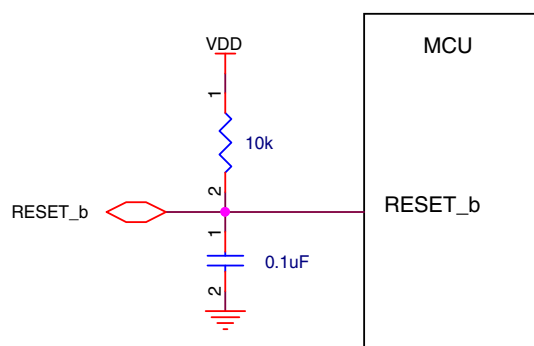 VDD
MCU
1
10k
2
RESET_b
RESET_b
1
0.1uF
2